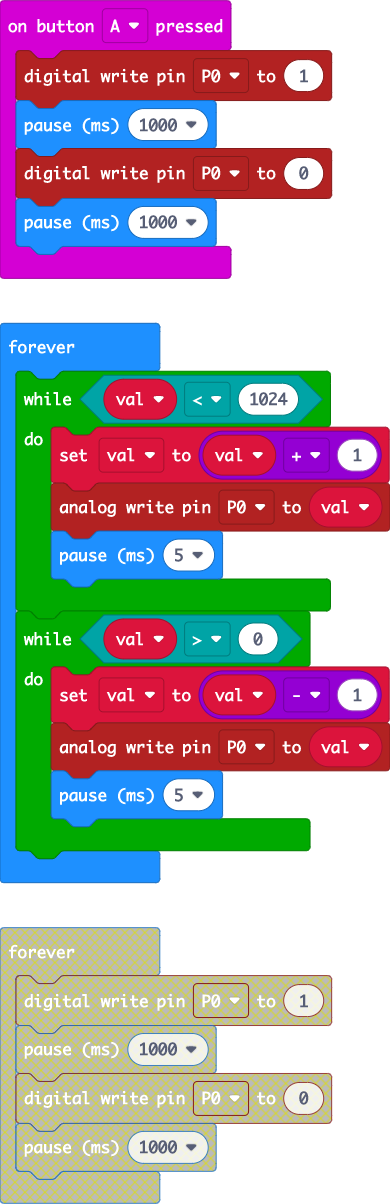 on button A pressed
digital write pin P0 to 1
pause (ms) 1000
digital write pin P0 to 0
pause (ms) 1000
forever
while val < 1024
do
set val to val + 1
analog write pin P0 to val
pause (ms) 5
while val > 0
do
set val to val - 1
analog write pin P0 to val
pause (ms) 5
forever
digital write pin P0 to 1
pause (ms) 1000
digital write pin P0 to 0
pause (ms) 1000